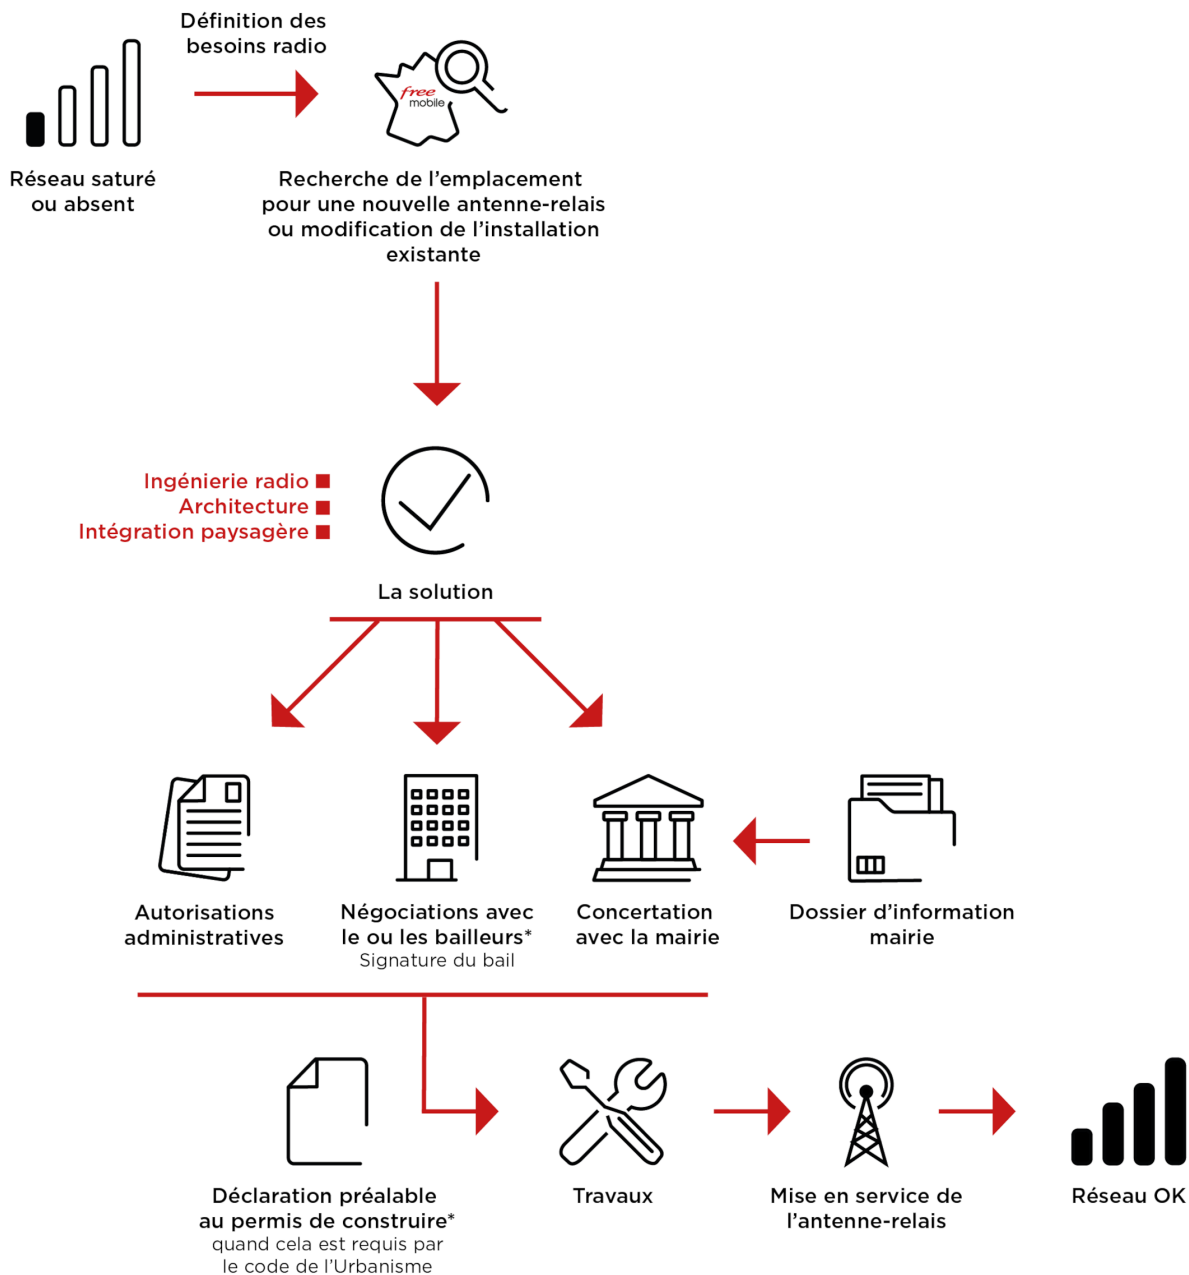 Définition des
besoins radio
free
mobile
Réseau saturé
ou absent
Recherche de l'emplacement
pour une nouvelle antenne-relais
ou modification de l'installation
existante
Ingénierie radio
Architecture
Intégration paysagère
La solution
Autorisations
administratives
Négociations avec
le ou les bailleurs*
Signature du bail
Concertation
avec la mairie
Dossier d'information
mairie
Déclaration préalable
au permis de construire*
quand cela est requis par
le code de l'Urbanisme
Travaux
Mise en service de
l'antenne-relais
Réseau OK